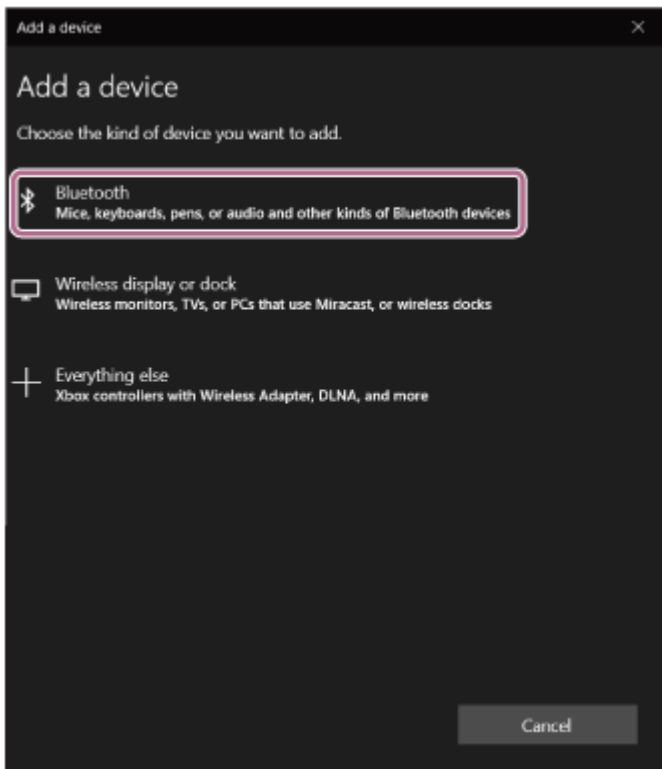 Add a device
Add a device
Choose the kind of device you want to add.
Bluetooth
Mice, keyboards, pens, or audio and other kinds of Bluetooth devices
Wireless display or dock
Wireless monitors, TVs, or PCs that use Miracast, or wireless docks
Everything else
Xbox controllers with Wireless Adapter, DLNA, and more
Cancel